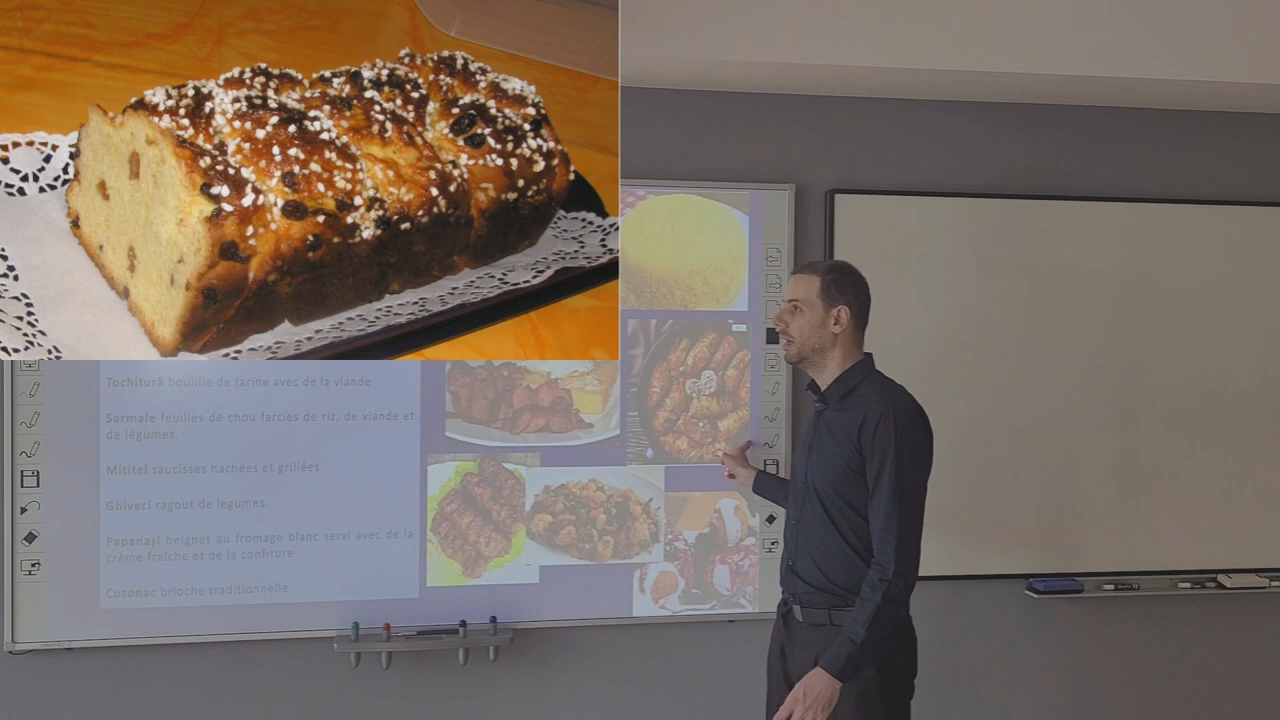 Tochitură bouillie de farine avec de la viande
Sarmale feuilles de chou farcies de riz, de viande et
de légumes.
Mititei saucisses hachées et grillées
Ghiveci ragout de legumes.
Papanași beignet au fromage blanc servi avec de la
crème fraîche et de la confiture
Cozonac brioche traditionnelle